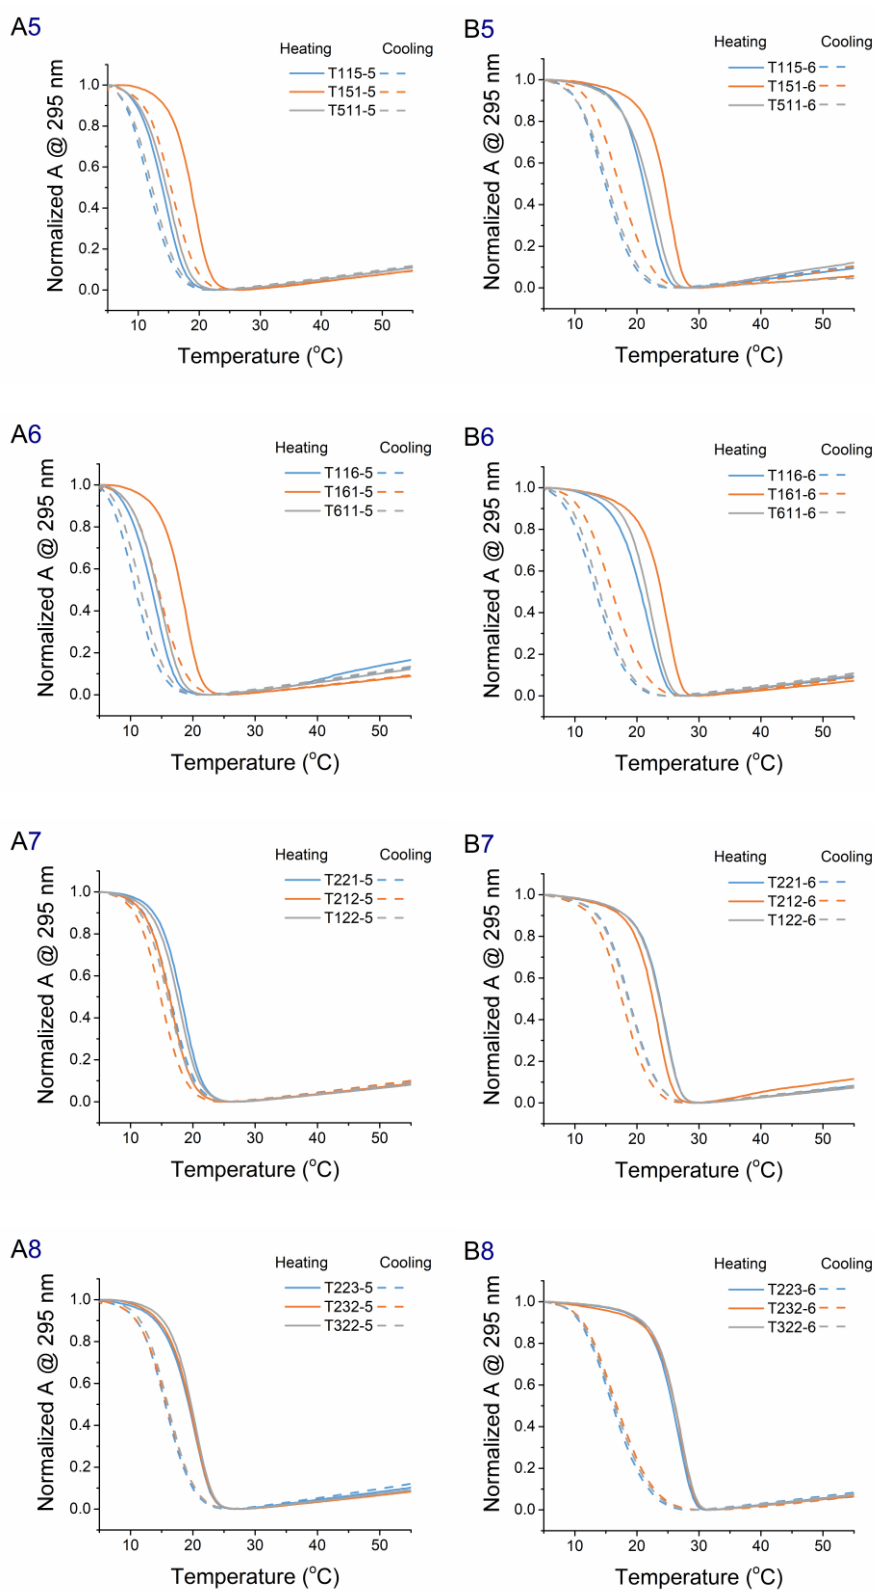 A5
Heating Cooling
T115-5
T151-5
T511-5
Normalized A @ 295 nm
1.0
0.8
0.6
0.4
0.2
0.0
10 20 30 40 50
Temperature (°C)
B5
Heating Cooling
T115-6
T151-6
T511-6
Normalized A @ 295 nm
1.0
0.8
0.6
0.4
0.2
0.0
10 20 30 40 50
Temperature (°C)
A6
Heating Cooling
T116-5
T161-5
T611-5
Normalized A @ 295 nm
1.0
0.8
0.6
0.4
0.2
0.0
10 20 30 40 50
Temperature (°C)
B6
Heating Cooling
T116-6
T161-6
T611-6
Normalized A @ 295 nm
1.0
0.8
0.6
0.4
0.2
0.0
10 20 30 40 50
Temperature (°C)
A7
Heating Cooling
T221-5
T212-5
T122-5
Normalized A @ 295 nm
1.0
0.8
0.6
0.4
0.2
0.0
10 20 30 40 50
Temperature (°C)
B7
Heating Cooling
T221-6
T212-6
T122-6
Normalized A @ 295 nm
1.0
0.8
0.6
0.4
0.2
0.0
10 20 30 40 50
Temperature (°C)
A8
Heating Cooling
T223-5
T232-5
T322-5
Normalized A @ 295 nm
1.0
0.8
0.6
0.4
0.2
0.0
10 20 30 40 50
Temperature (°C)
B8
Heating Cooling
T223-6
T232-6
T322-6
Normalized A @ 295 nm
1.0
0.8
0.6
0.4
0.2
0.0
10 20 30 40 50
Temperature (°C)